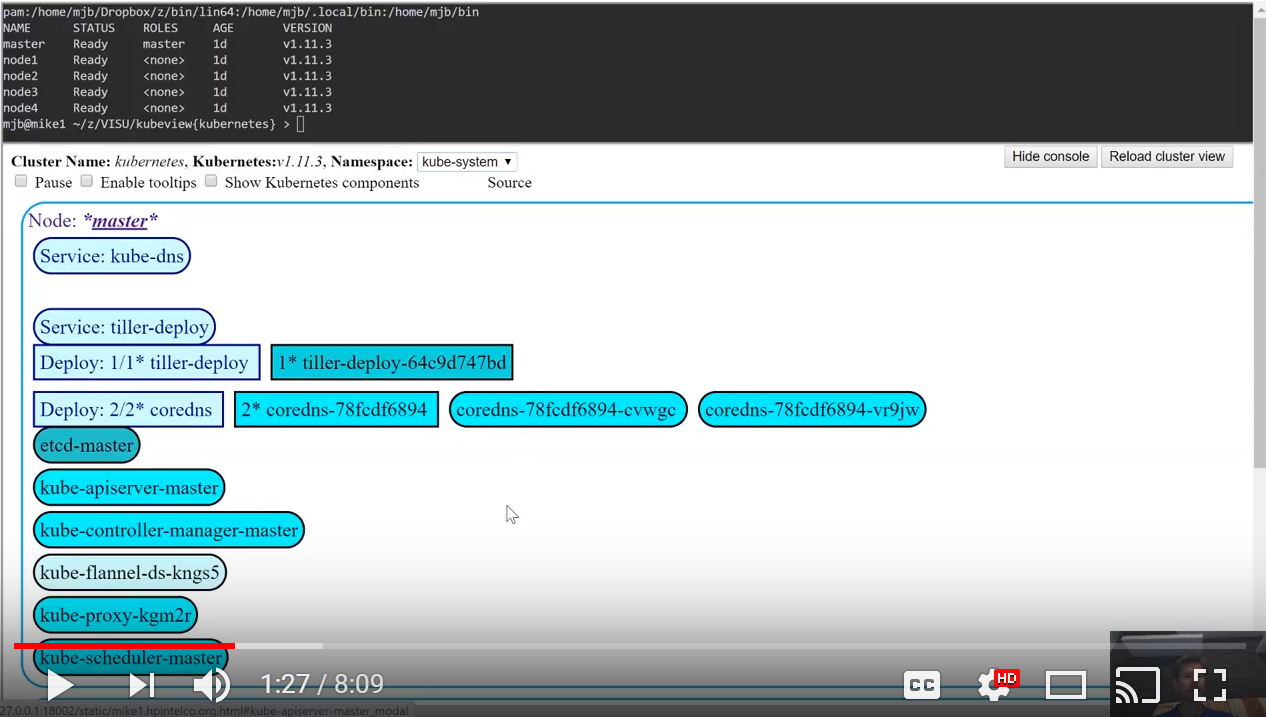 pam:/home/mjb/Dropbox/z/bin/lin64:/home/mjb/.local/bin:/home/mjb/bin
NAME STATUS ROLES AGE VERSION
master Ready master 1d v1.11.3
node1 Ready <none> 1d v1.11.3
node2 Ready <none> 1d v1.11.3
node3 Ready <none> 1d v1.11.3
node4 Ready <none> 1d v1.11.3
mjb@mike1 ~/z/VISU/kubeview{kubernetes} >
Cluster Name: kubernetes, Kubernetes:v1.11.3, Namespace: kube-system ▼ Hide console Reload cluster view
Pause Enable tooltips Show Kubernetes components Source
Node: *master*
Service: kube-dns
Service: tiller-deploy
Deploy: 1/1* tiller-deploy 1* tiller-deploy-64c9d747bd
Deploy: 2/2* coredns 2* coredns-78fcdf6894 coredns-78fcdf6894-cvwgc coredns-78fcdf6894-vr9jw
etcd-master
kube-apiserver-master
kube-controller-manager-master
kube-flannel-ds-kngs5
kube-proxy-kgm2r
kube-scheduler-master
1:27 / 8:09 CC HD
27.0.0.1:18002/static/mike1.hpintelco.org.html#kube-apiserver-master_modal